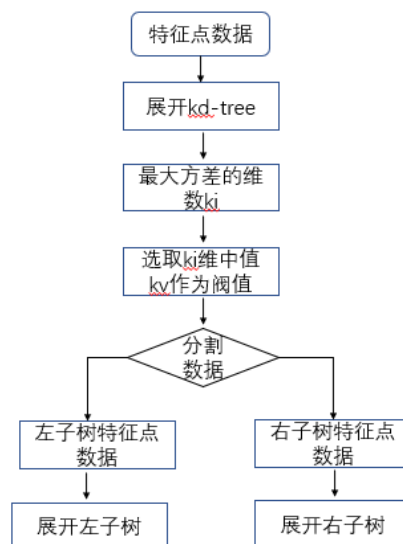 特征点数据
展开kd-tree
最大方差的维
数ki
选取ki维中值
kv作为阀值
分割
数据
左子树特征点
数据
右子树特征点
数据
展开左子树
展开右子树